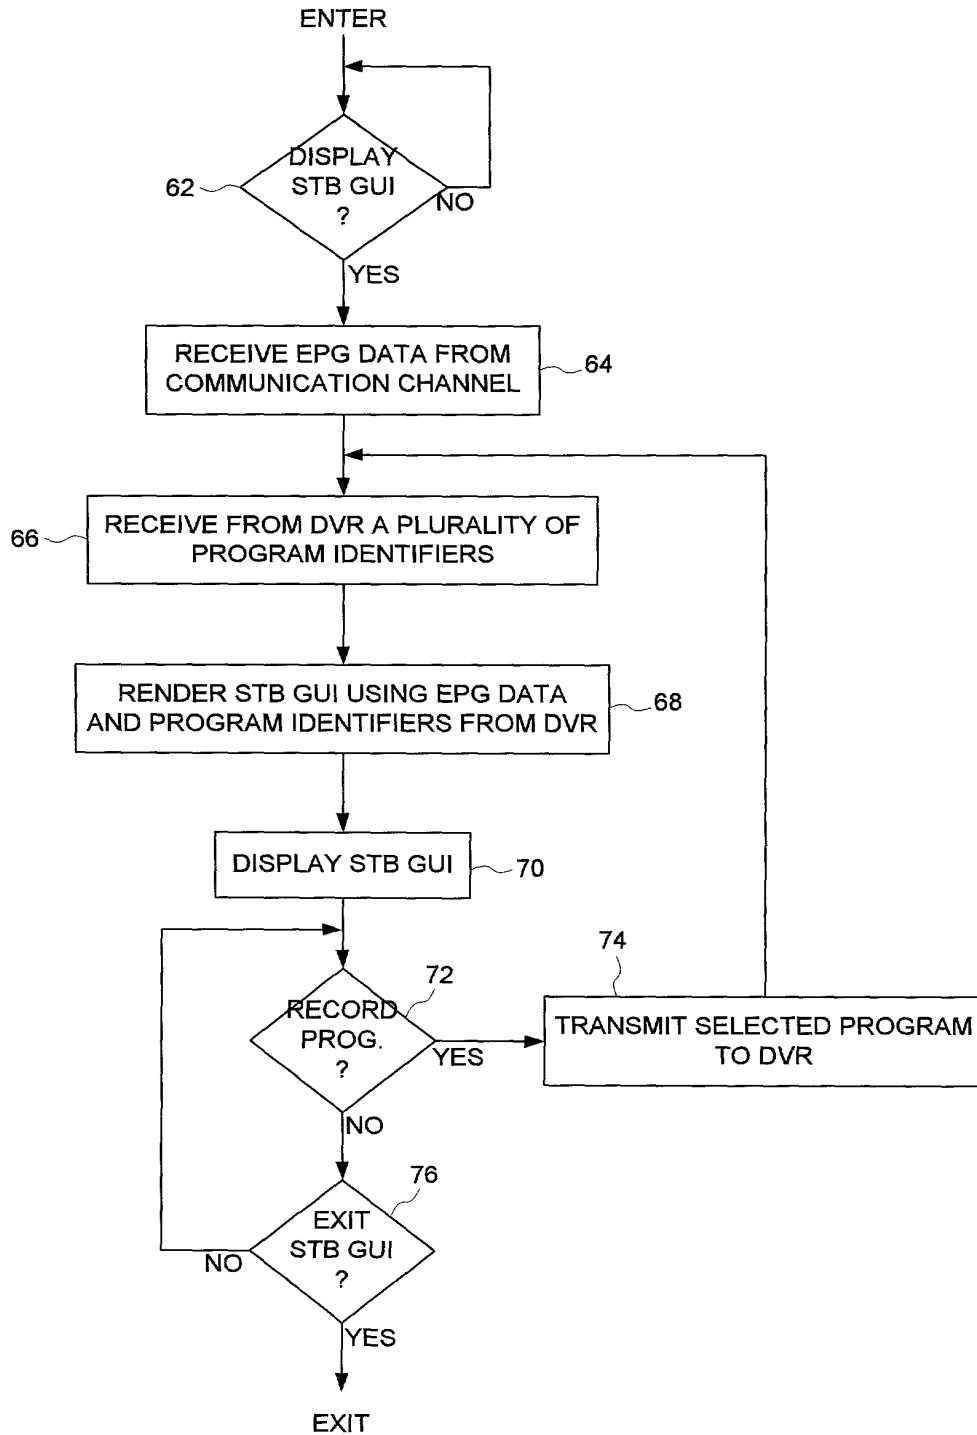 ENTER
DISPLAY
STB GUI
?
62
NO
YES
RECEIVE EPG DATA FROM
COMMUNICATION CHANNEL
64
RECEIVE FROM DVR A PLURALITY OF
PROGRAM IDENTIFIERS
66
RENDER STB GUI USING EPG DATA
AND PROGRAM IDENTIFIERS FROM DVR
68
DISPLAY STB GUI
70
RECORD
PROG.
?
72
YES
NO
74
TRANSMIT SELECTED PROGRAM
TO DVR
76
EXIT
STB GUI
?
NO
YES
EXIT